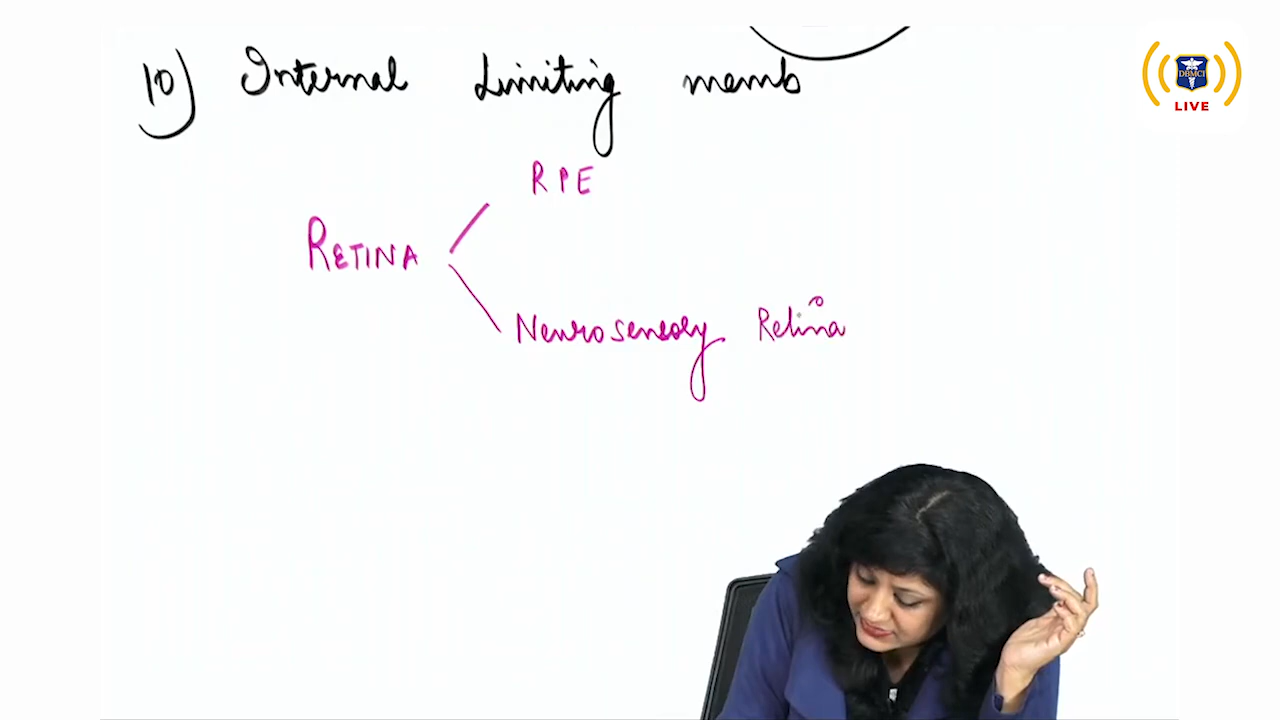 10) Internal Limiting memb
RPE
RETINA
Neurosensory Retina
DBMCI
LIVE